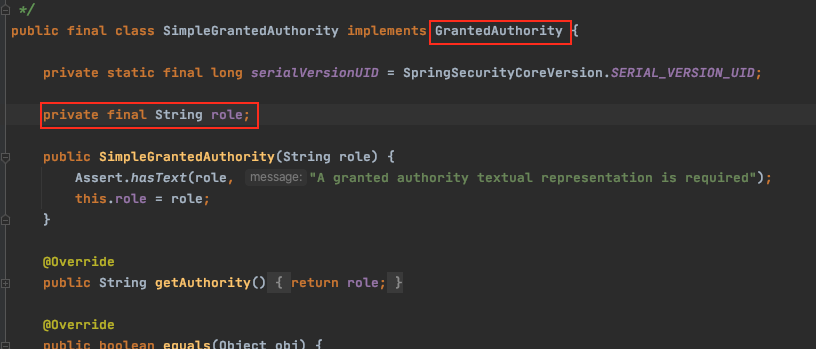 */
public final class SimpleGrantedAuthority implements GrantedAuthority {
private static final long serialVersionUID = SpringSecurityCoreVersion.SERIAL_VERSION_UID;
private final String role;
public SimpleGrantedAuthority(String role) {
Assert.hasText(role, message: "A granted authority textual representation is required");
this.role = role;
}
@Override
public String getAuthority() { return role; }
@Override
public boolean equals(Object obj) {